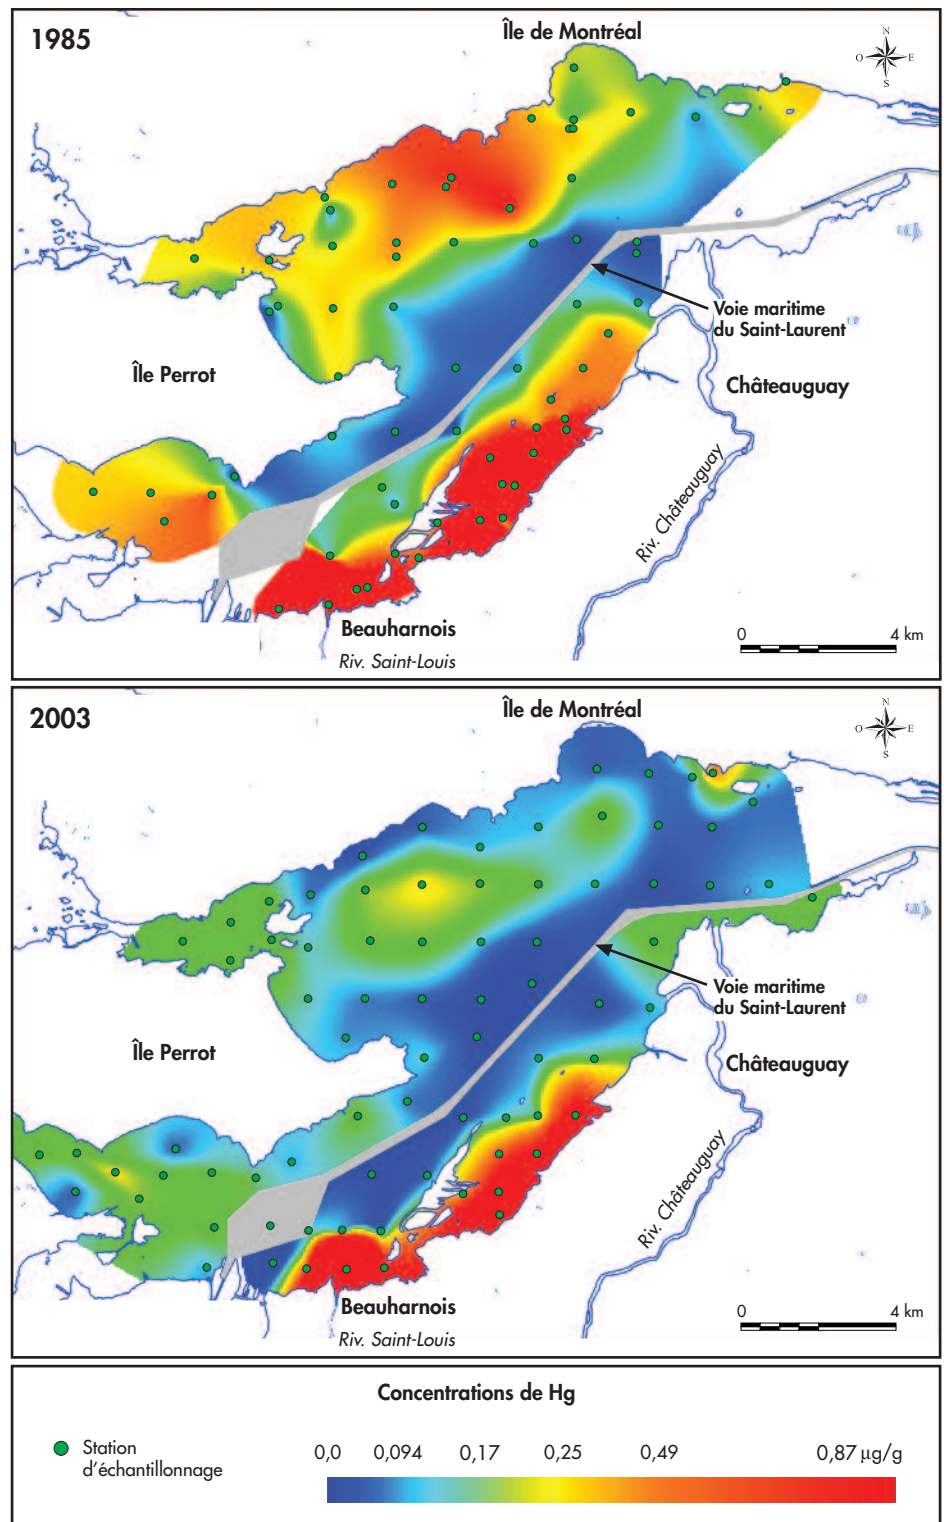 1985
Île de Montréal
N
O
E
S
Voie maritime
du Saint-Laurent
Île Perrot
Châteauguay
Riv. Châteauguay
0
4 km
Beauharnois
Riv. Saint-Louis
2003
Île de Montréal
N
O
E
S
Voie maritime
du Saint-Laurent
Île Perrot
Châteauguay
Riv. Châteauguay
0
4 km
Beauharnois
Riv. Saint-Louis
Concentrations de Hg
Station
d'échantillonnage
0,0 0,094 0,17 0,25 0,49 0,87 µg/g